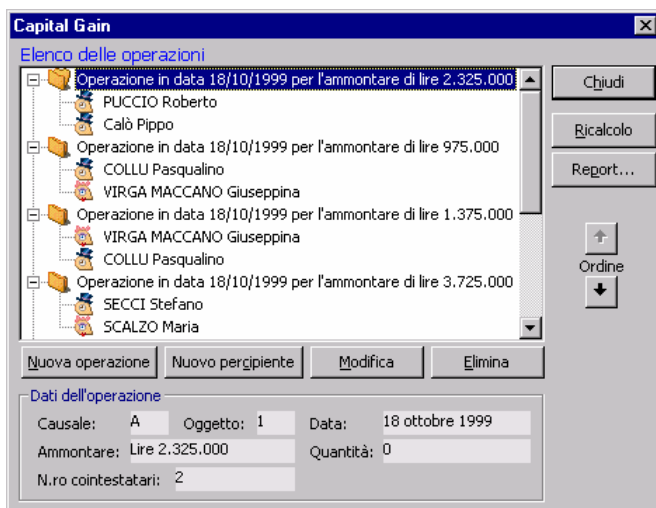 Capital Gain
Elenco delle operazioni
Operazione in data 18/10/1999 per l'ammontare di lire 2.325.000
PUCCIO Roberto
Calò Pippo
Operazione in data 18/10/1999 per l'ammontare di lire 975.000
COLLU Pasqualino
VIRGA MACCANO Giuseppina
Operazione in data 18/10/1999 per l'ammontare di lire 1.375.000
VIRGA MACCANO Giuseppina
COLLU Pasqualino
Operazione in data 18/10/1999 per l'ammontare di lire 3.725.000
SECCI Stefano
SCALZO Maria
Chiudi
Ricalcolo
Report...
Ordine
Nuova operazione Nuovo percipiente Modifica Elimina
Dati dell'operazione
Causale: A Oggetto: 1 Data: 18 ottobre 1999
Ammontare: Lire 2.325.000 Quantità: 0
N.ro cointestatari: 2